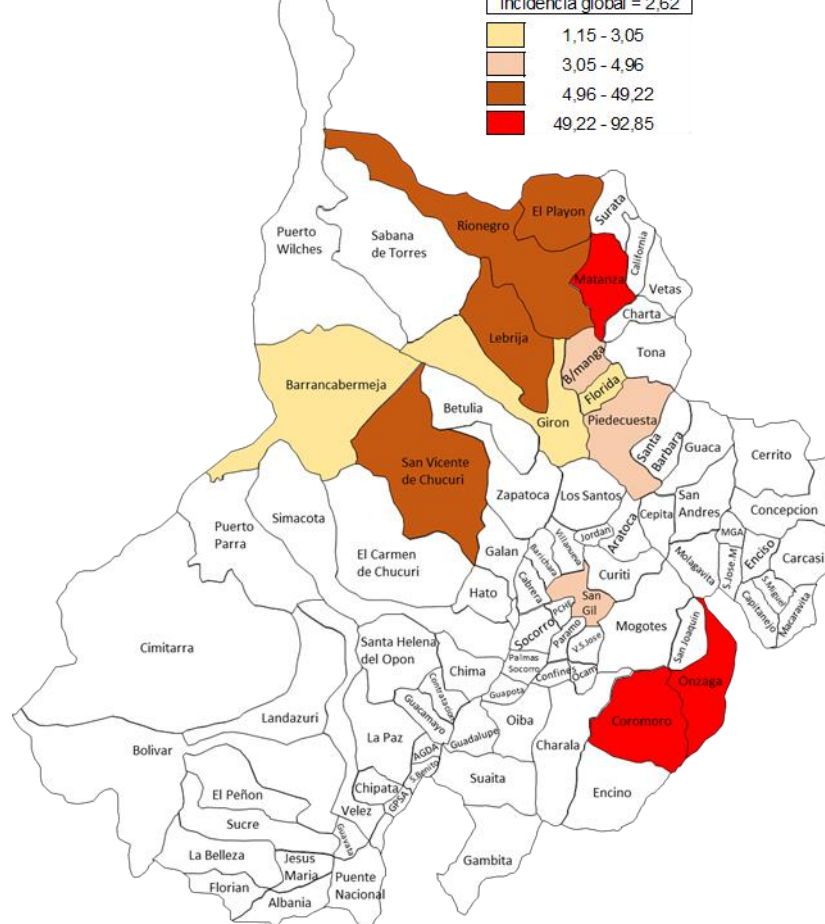 Incidencia global = 2,62
1,15 - 3,05
3,05 - 4,96
4,96 - 49,22
49,22 - 92,85
Surata
El Playon
Rionegro
Puerto
Wilches
Sabana
de Torres
California
Matanza
Vetas
Charta
Lebrija
B/manga
Tona
Barrancabermeja
Florida
Betulia
Giron
Piedecuesta
Santa
Barbara
Guaca
Cerrito
San Vicente
de Chucuri
Zapatoca
Los Santos
Cepita
San
Andres
Concepcion
Simacota
Puerto
Parra
Jordan
Aratoca
MGA
Enciso
Carcasi
El Carmen
de Chucuri
Galan
Barichara
Villanueva
Molagavita
S.Jose.M
S.Miguel
Capitanejo
Macaravita
Curiti
Cabrera
Hato
San
Gil
PCHE
Mogotes
San Joaquin
Socorro
Paramo
V.S.Jose
Cimitarra
Santa Helena
del Opon
Chima
Palmas
Socorro
Confines
Ocam
Onzaga
Contratacion
Guapota
Guacamayo
Coromoro
Landazuri
Oiba
La Paz
Guadalupe
Charala
Bolivar
AGDA
S.Benito
Suaita
El Peñon
Chipata
GPSA
Encino
Velez
Sucre
Guavata
La Belleza
Jesus
Maria
Gambita
Florian
Puente
Nacional
Albania